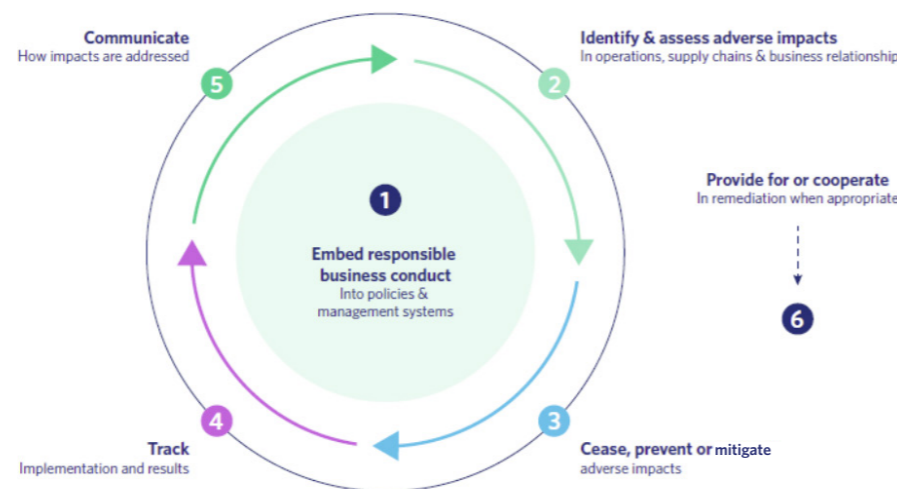 Communicate
How impacts are addressed
5
Identify & assess adverse impacts
In operations, supply chains & business relationship
2
1
Embed responsible
business conduct
Into policies &
management systems
Provide for or cooperate
In remediation when appropriate
6
4
Track
Implementation and results
3
Cease, prevent or mitigate
adverse impacts